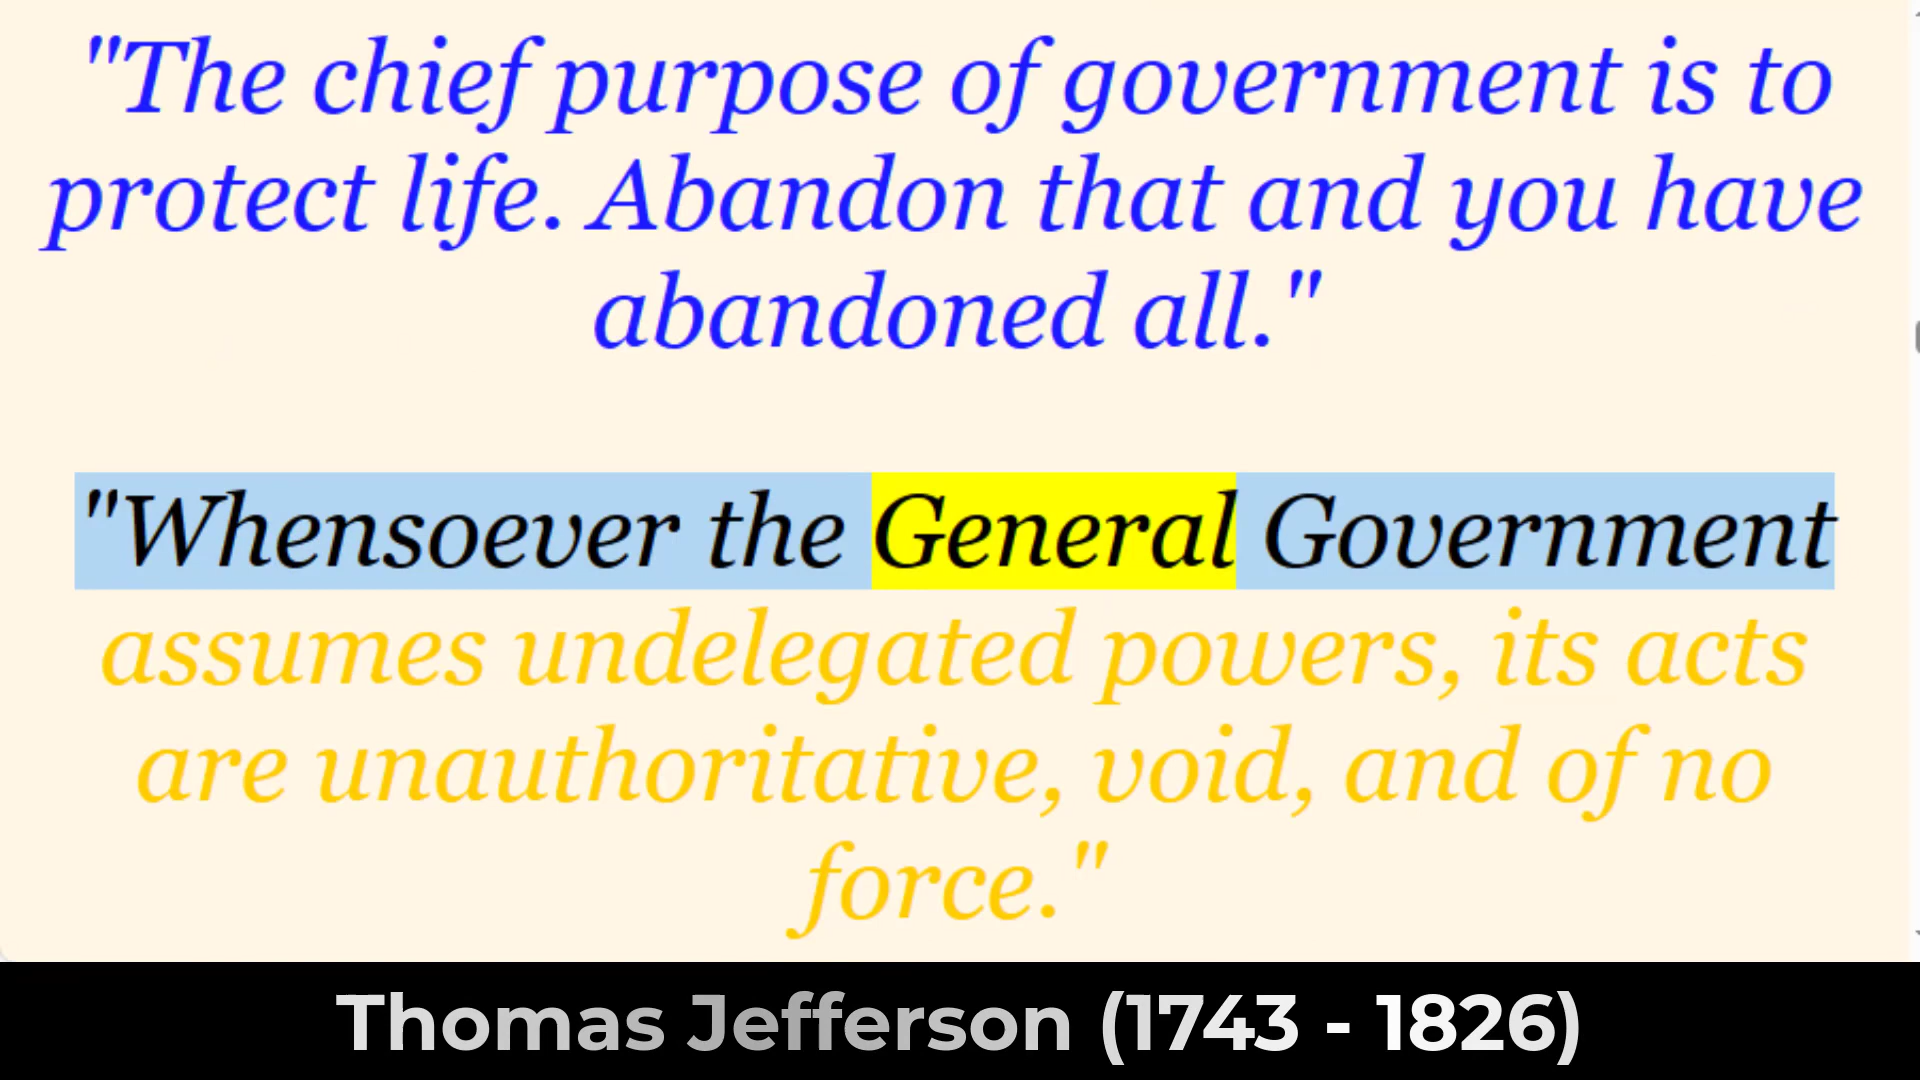 "The chief purpose of government is to
protect life. Abandon that and you have
abandoned all."
"Whensoever the General Government
assumes undelegated powers, its acts
are unauthoritative, void, and of no
force."
Thomas Jefferson (1743 - 1826)